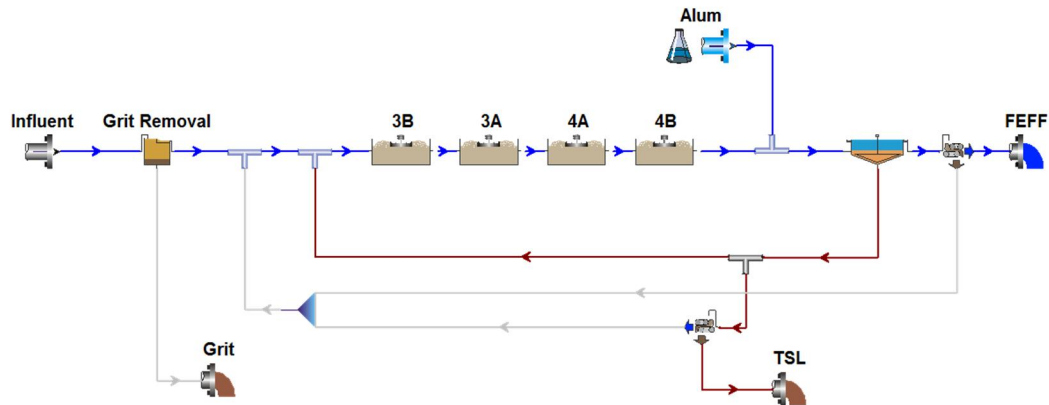 Alum
Influent
Grit Removal
3B
3A
4A
4B
FEFF
Grit
TSL